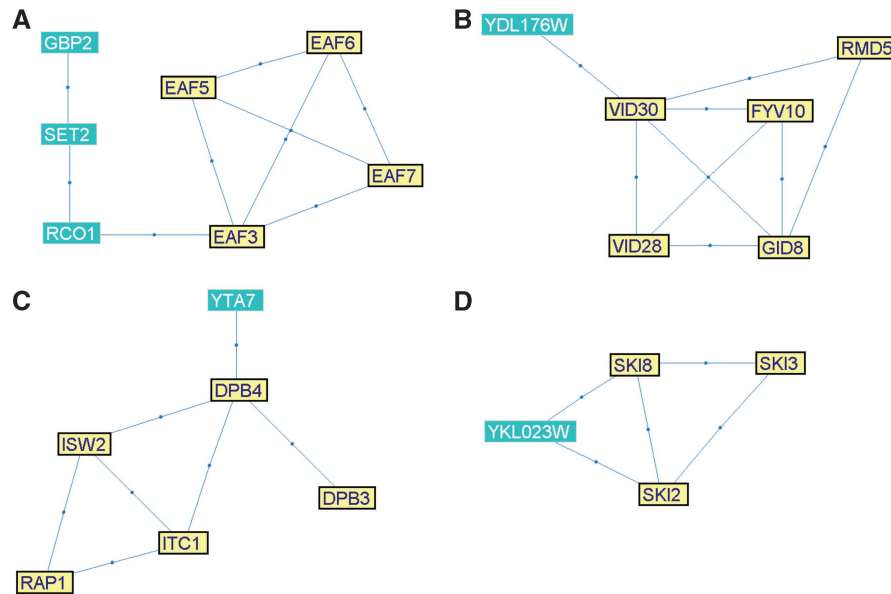 A
GBP2
EAF6
EAF5
SET2
EAF7
RCO1
EAF3
B
YDL176W
RMD5
VID30
FYV10
VID28
GID8
C
YTA7
DPB4
ISW2
DPB3
ITC1
RAP1
D
SKI8
SKI3
YKL023W
SKI2